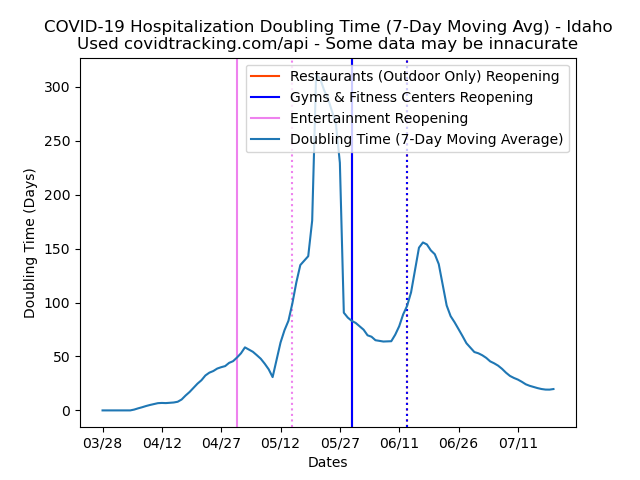 COVID-19 Hospitalization Doubling Time (7-Day Moving Avg) - Idaho
Used covidtracking.com/api - Some data may be innacurate
Restaurants (Outdoor Only) Reopening
Gyms & Fitness Centers Reopening
Entertainment Reopening
Doubling Time (7-Day Moving Average)
Doubling Time (Days)
300
250
200
150
100
50
0
03/28 04/12 04/27 05/12 05/27 06/11 06/26 07/11
Dates